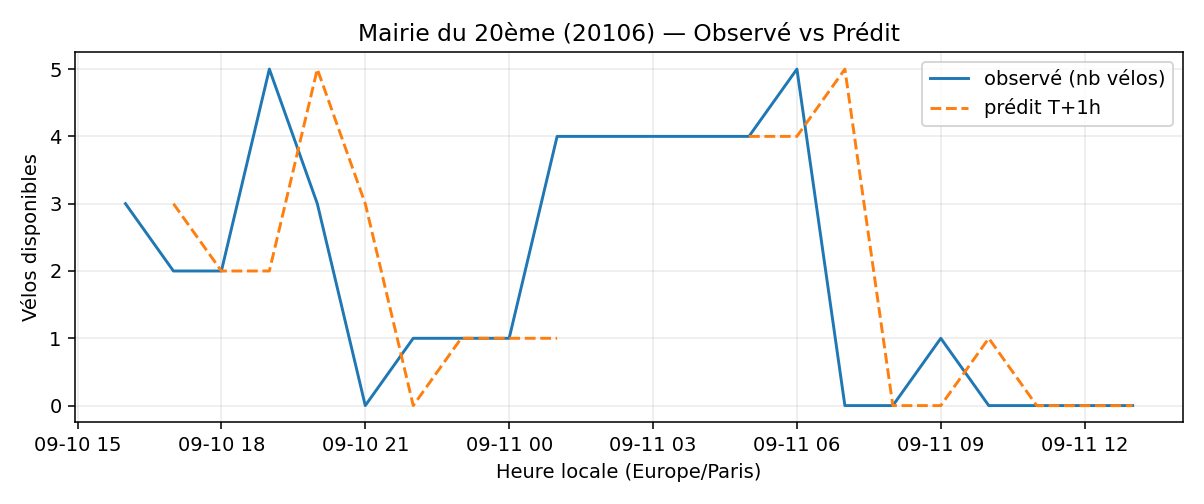 Mairie du 20ème (20106) — Observé vs Prédit
observé (nb vélos)
prédit T+1h
Vélos disponibles
5
4
3
2
1
0
09-10 15 09-10 18 09-10 21 09-11 00 09-11 03 09-11 06 09-11 09 09-11 12
Heure locale (Europe/Paris)